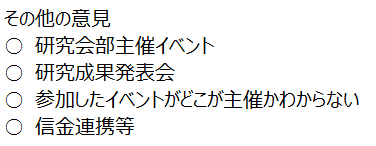 その他の意見
○ 研究会部主催イベント
○ 研究成果発表会
○ 参加したイベントがどこが主催かわからない
○ 信金連携等